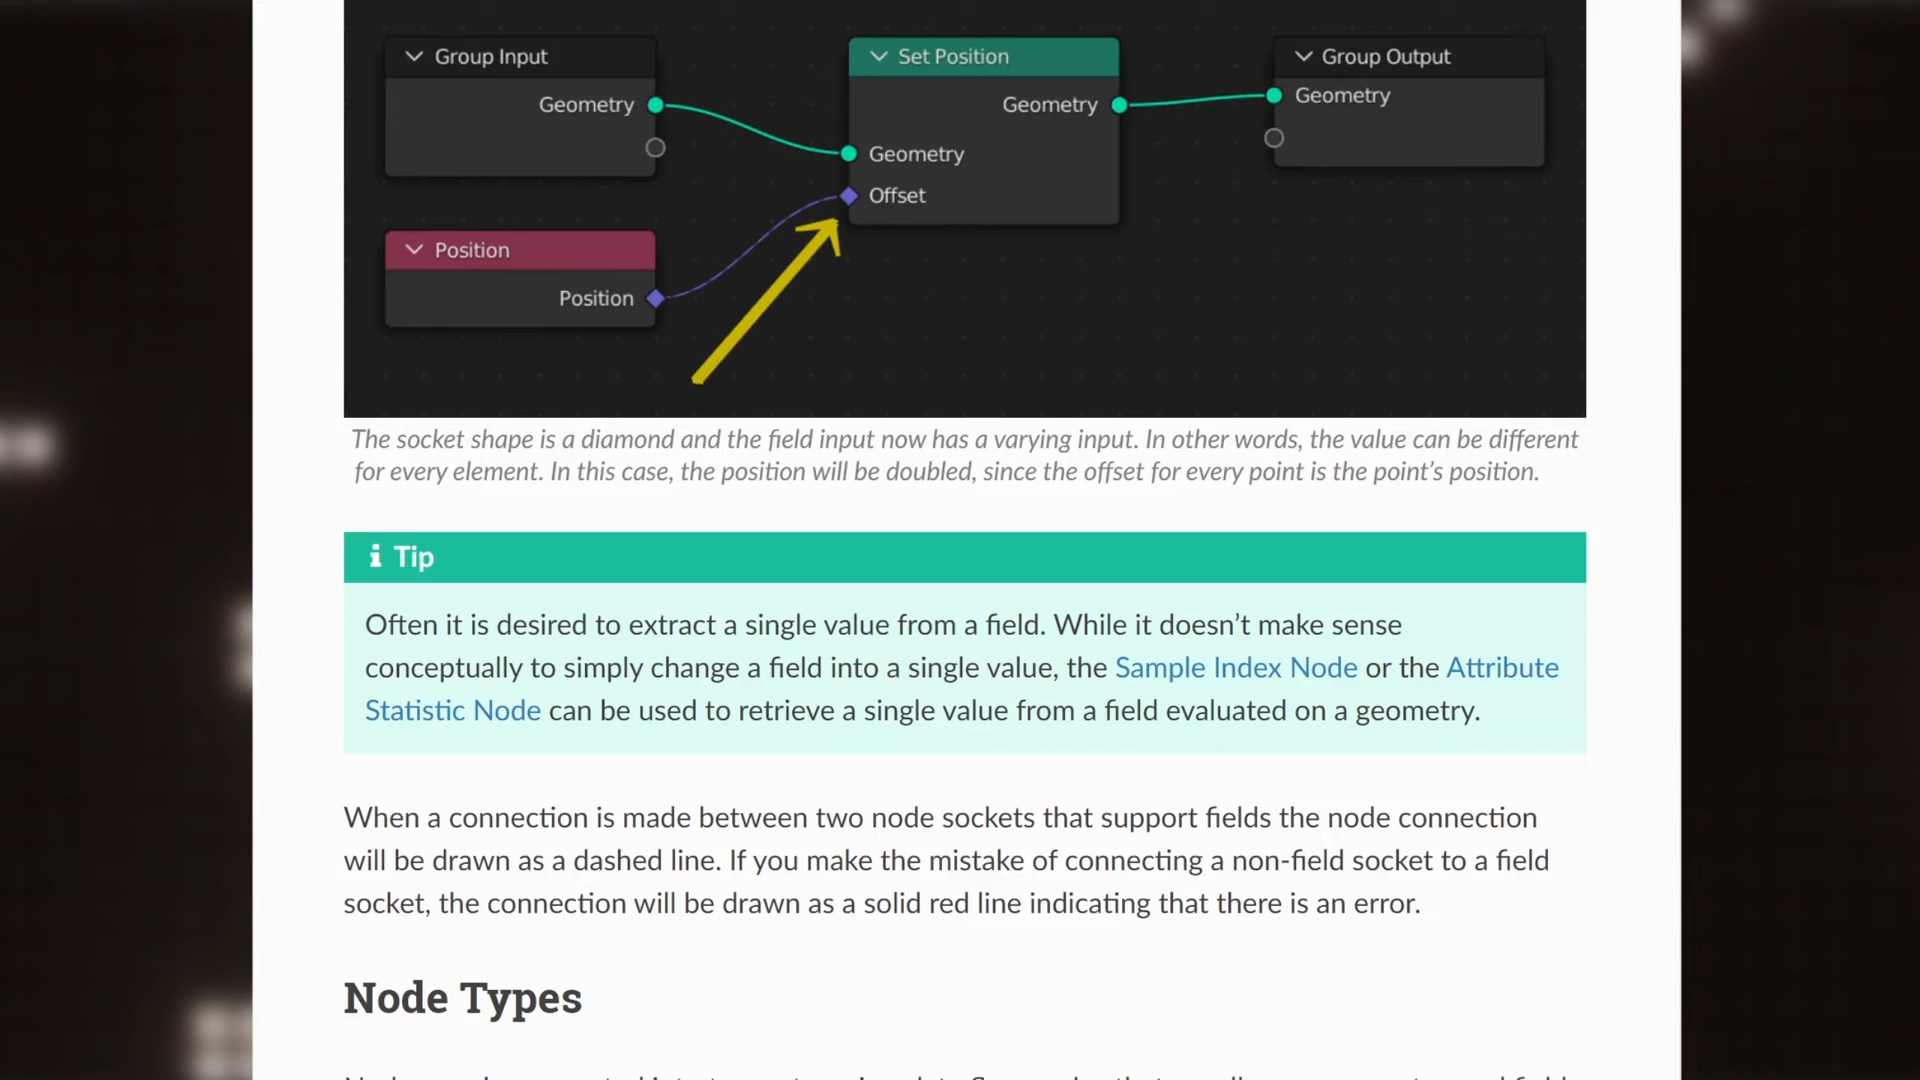 Group Input
Set Position
Group Output
Geometry
Geometry
Geometry
Geometry
Offset
Position
Position
The socket shape is a diamond and the field input now has a varying input. In other words, the value can be different
for every element. In this case, the position will be doubled, since the offset for every point is the point’s position.
Tip
Often it is desired to extract a single value from a field. While it doesn’t make sense
conceptually to simply change a field into a single value, the Sample Index Node or the Attribute
Statistic Node can be used to retrieve a single value from a field evaluated on a geometry.
When a connection is made between two node sockets that support fields the node connection
will be drawn as a dashed line. If you make the mistake of connecting a non-field socket to a field
socket, the connection will be drawn as a solid red line indicating that there is an error.
Node Types